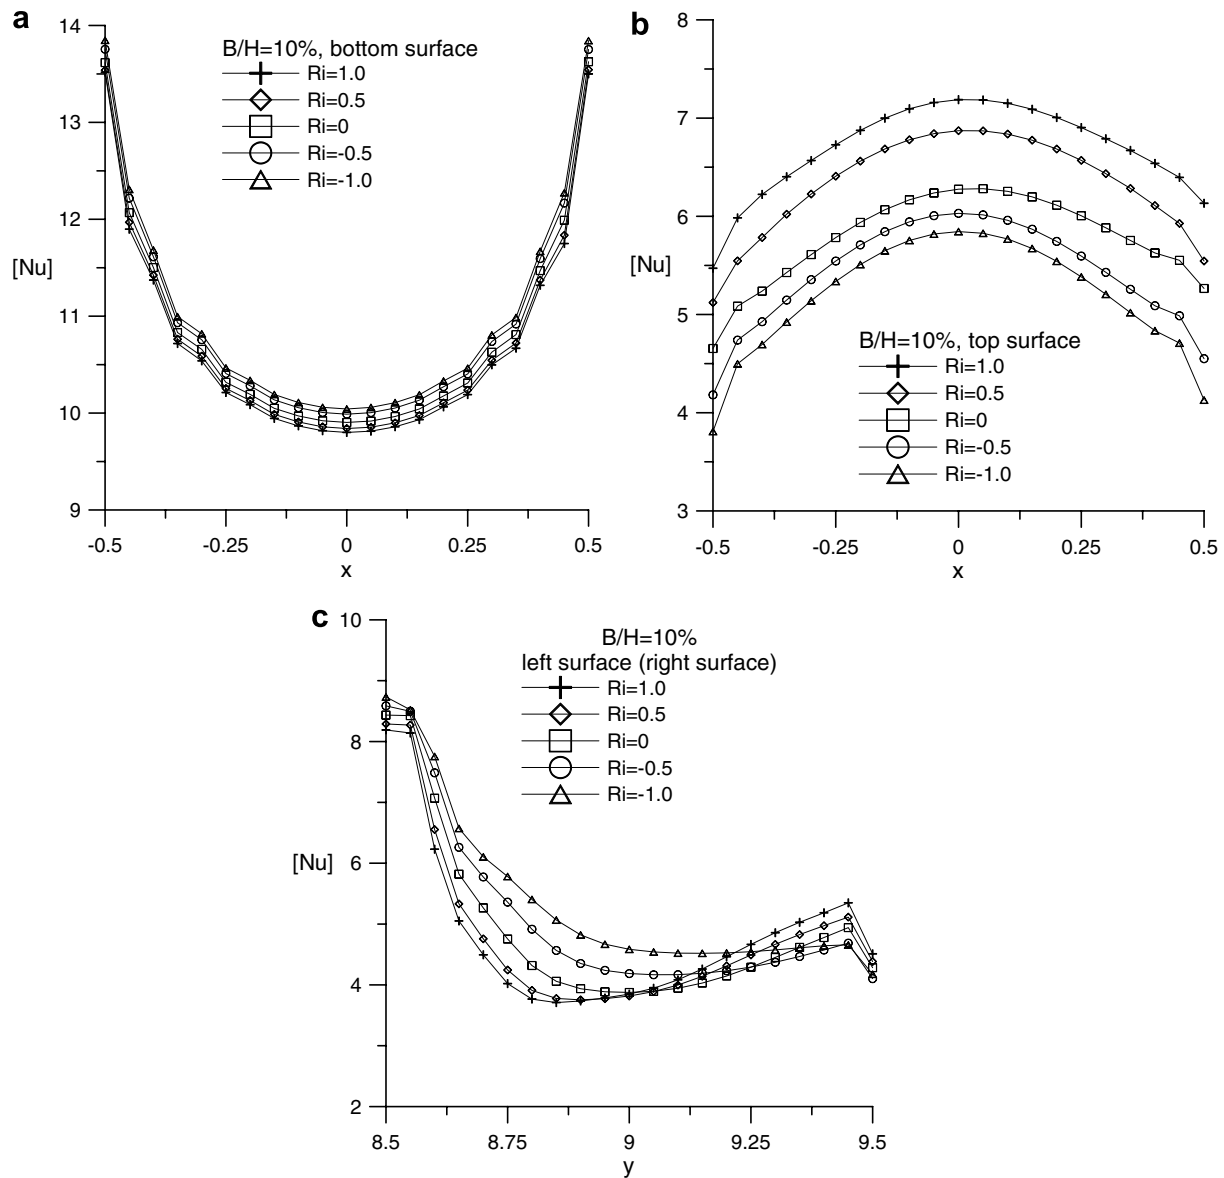 a
14
13
12
11
10
9
[Nu]
B/H=10%, bottom surface
Ri=1.0
Ri=0.5
Ri=0
Ri=-0.5
Ri=-1.0
-0.5 -0.25 0 0.25 0.5
x
b
8
7
6
5
4
3
[Nu]
B/H=10%, top surface
Ri=1.0
Ri=0.5
Ri=0
Ri=-0.5
Ri=-1.0
-0.5 -0.25 0 0.25 0.5
x
c
10
8
6
4
2
[Nu]
B/H=10%
left surface (right surface)
Ri=1.0
Ri=0.5
Ri=0
Ri=-0.5
Ri=-1.0
8.5 8.75 9 9.25 9.5
y